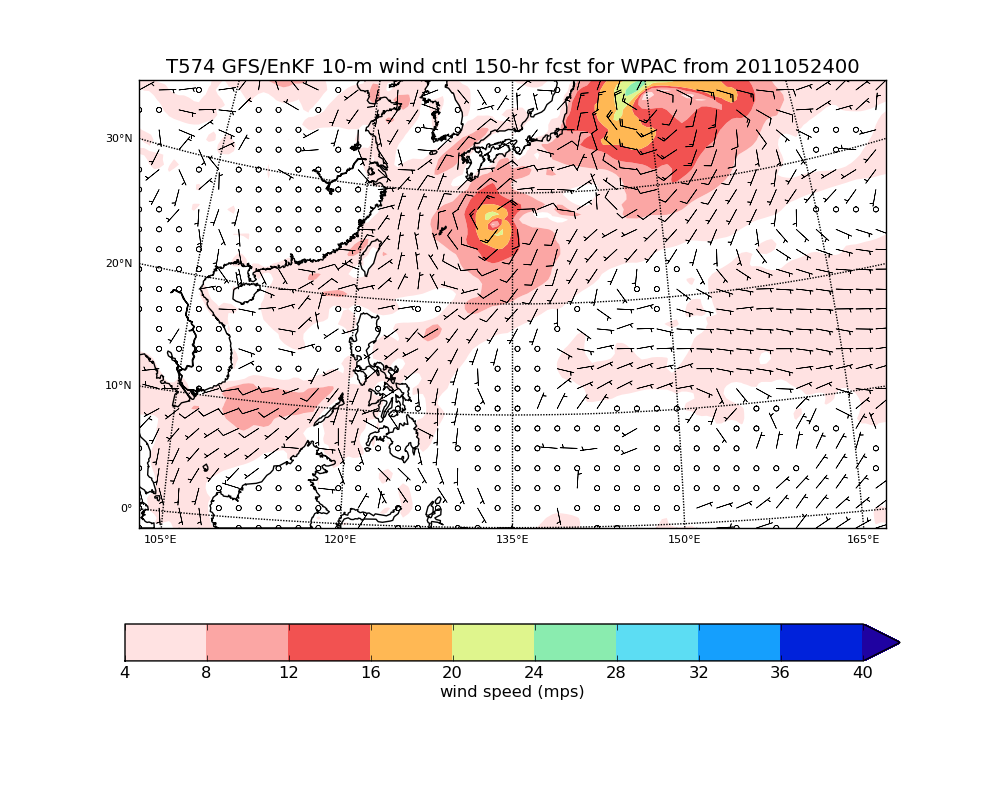 T574 GFS/EnKF 10-m wind cntl 150-hr fcst for WPAC from 2011052400
30°N
20°N
10°N
0°
105°E 120°E 135°E 150°E 165°E
4 8 12 16 20 24 28 32 36 40
wind speed (mps)